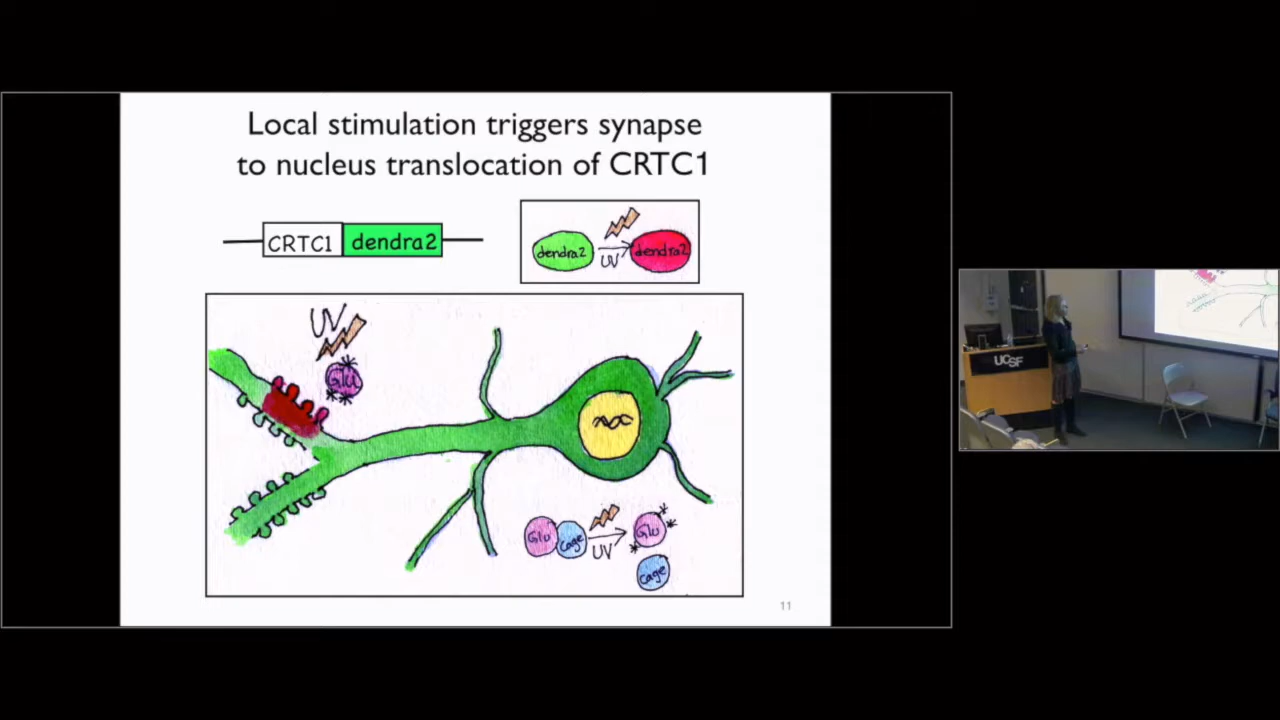 Local stimulation triggers synapse
to nucleus translocation of CRTC1
CRTC1 dendra2
dendra2 UV dendra2
UV
Glu
Glu Cage UV Glu
Cage
11
UCSF